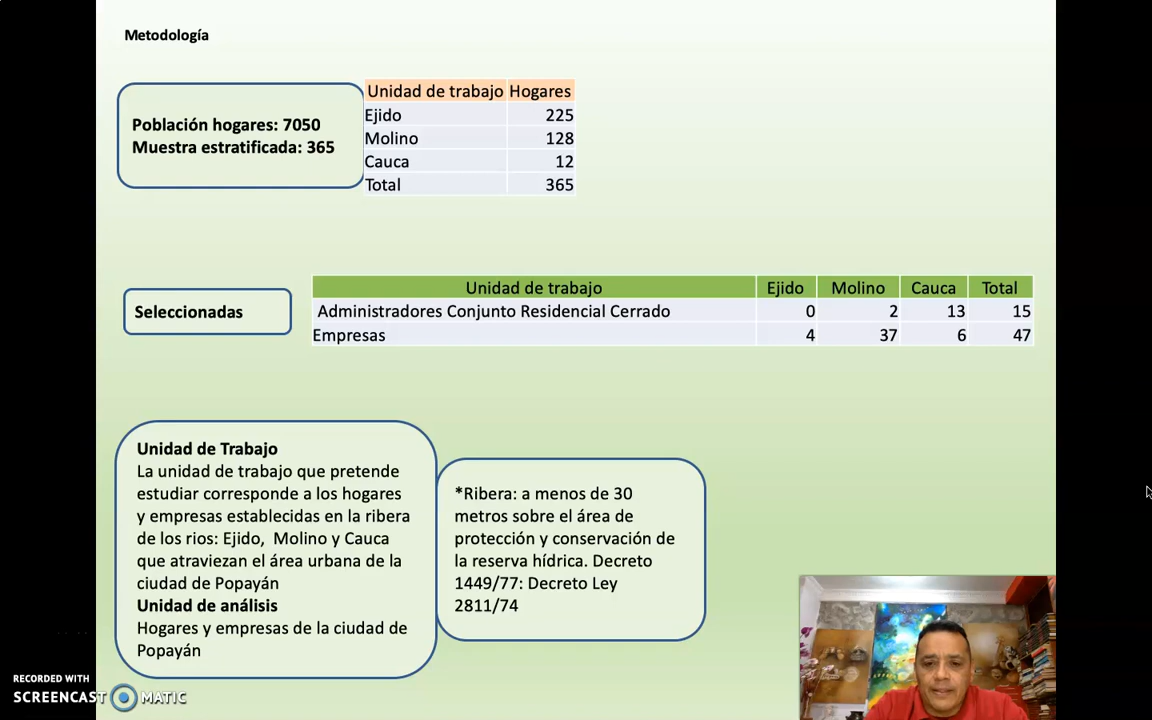 Metodología
Población hogares: 7050
Muestra estratificada: 365
Unidad de trabajo Hogares
Ejido 225
Molino 128
Cauca 12
Total 365
Seleccionadas
Unidad de trabajo Ejido Molino Cauca Total
Administradores Conjunto Residencial Cerrado 0 2 13 15
Empresas 4 37 6 47
Unidad de Trabajo
La unidad de trabajo que pretende
estudiar corresponde a los hogares
y empresas establecidas en la ribera
de los rios: Ejido, Molino y Cauca
que atraviezan el área urbana de la
ciudad de Popayán
Unidad de análisis
Hogares y empresas de la ciudad de
Popayán
*Ribera: a menos de 30
metros sobre el área de
protección y conservación de
la reserva hídrica. Decreto
1449/77: Decreto Ley
2811/74
RECORDED WITH
SCREENCAST MATIC